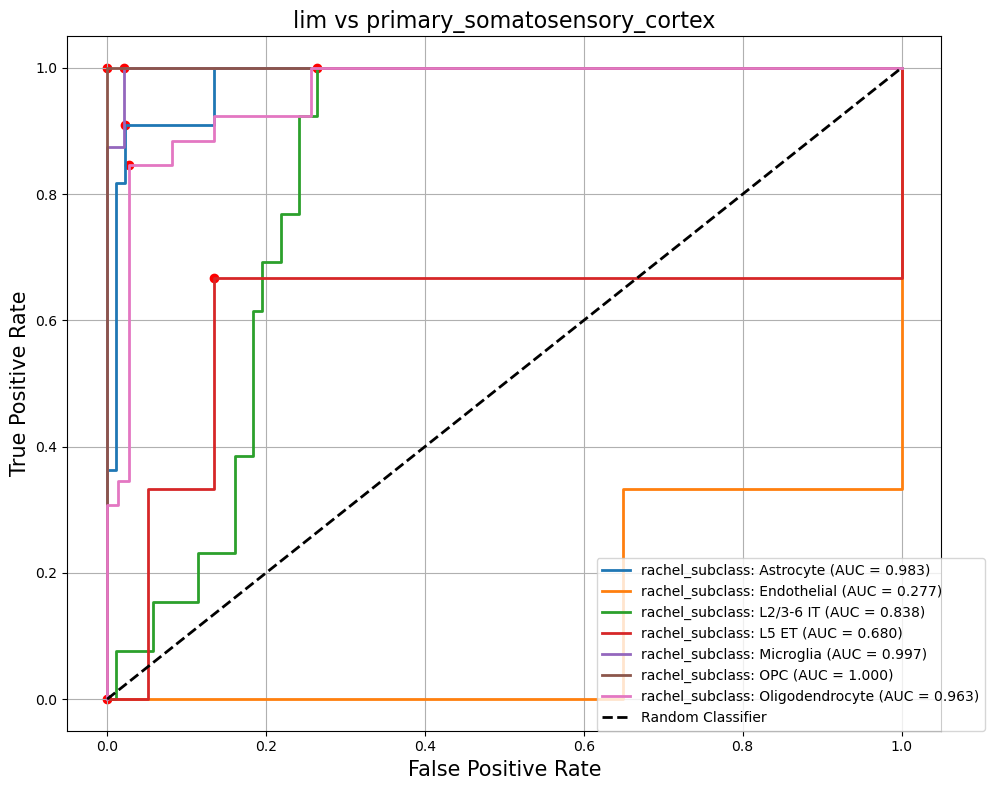 lim vs primary_somatosensory_cortex
True Positive Rate
1.0
0.8
0.6
0.4
0.2
0.0
rachel_subclass: Astrocyte (AUC = 0.983)
rachel_subclass: Endothelial (AUC = 0.277)
rachel_subclass: L2/3-6 IT (AUC = 0.838)
rachel_subclass: L5 ET (AUC = 0.680)
rachel_subclass: Microglia (AUC = 0.997)
rachel_subclass: OPC (AUC = 1.000)
rachel_subclass: Oligodendrocyte (AUC = 0.963)
Random Classifier
0.0 0.2 0.4 0.6 0.8 1.0
False Positive Rate